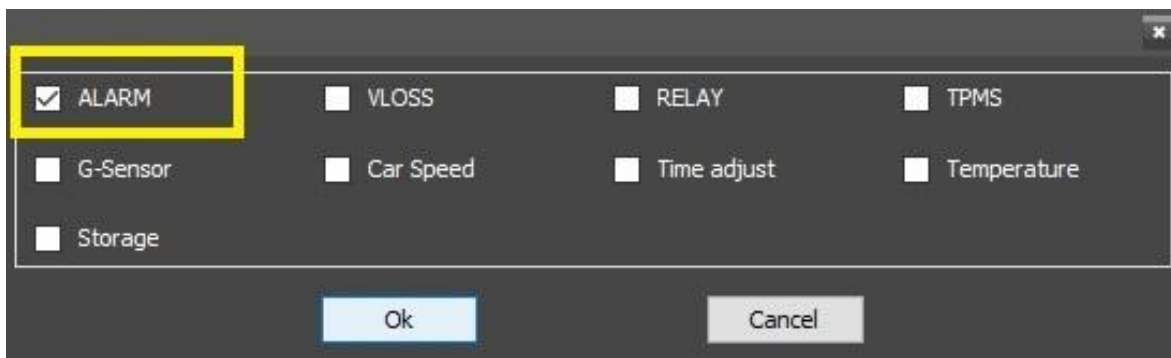 ALARM VLOSS RELAY TPMS
G-Sensor Car Speed Time adjust Temperature
Storage
Ok Cancel